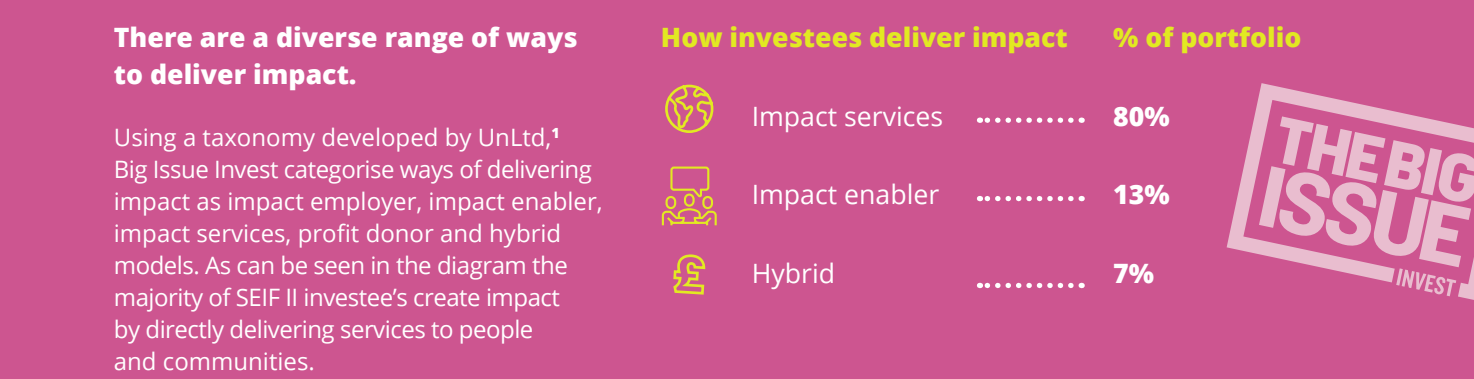 There are a diverse range of ways
to deliver impact.
Using a taxonomy developed by UnLtd,¹
Big Issue Invest categorise ways of delivering
impact as impact employer, impact enabler,
impact services, profit donor and hybrid
models. As can be seen in the diagram the
majority of SEIF II investee’s create impact
by directly delivering services to people
and communities.
How investees deliver impact % of portfolio
Impact services ........... 80%
Impact enabler ........... 13%
Hybrid ........... 7%
THE BIG
ISSUE
INVEST